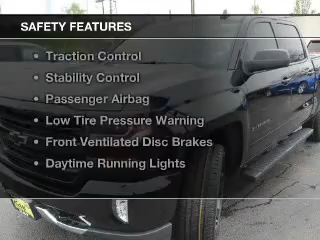 SAFETY FEATURES
• Traction Control
• Stability Control
• Passenger Airbag
• Low Tire Pressure Warning
• Front Ventilated Disc Brakes
• Daytime Running Lights